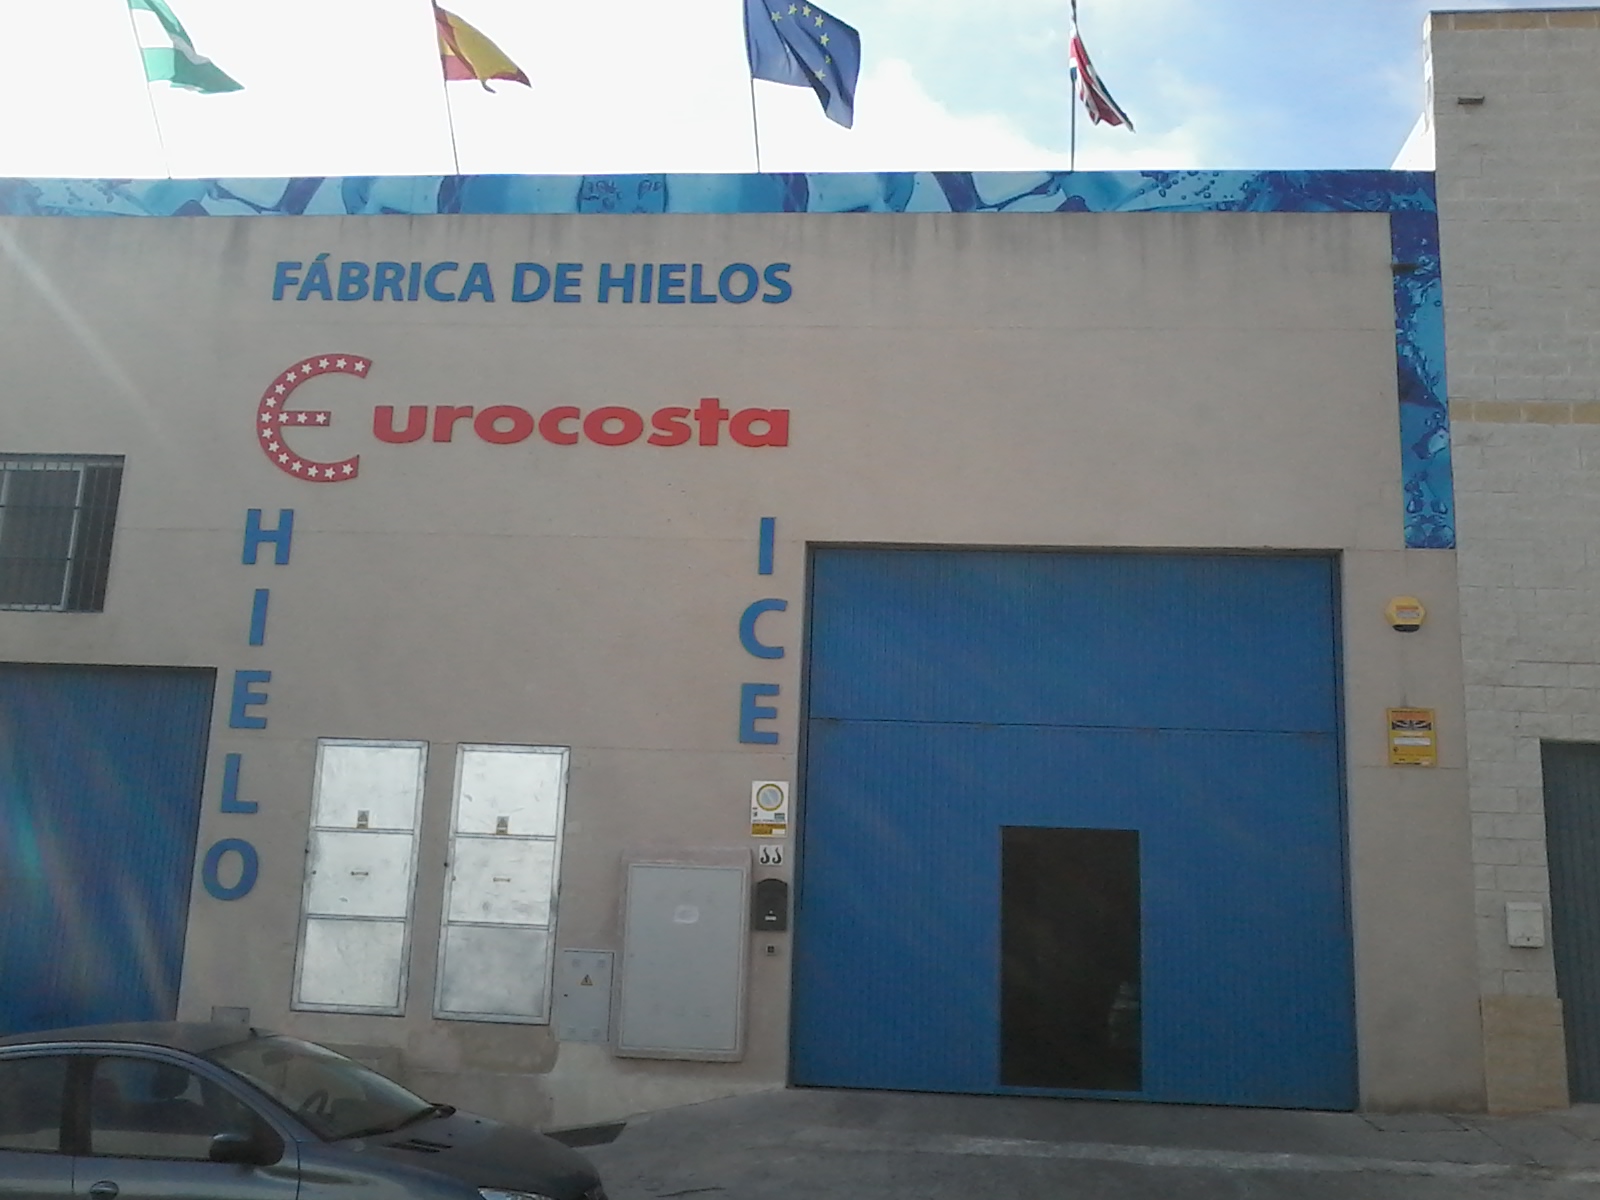 FÁBRICA DE HIELOS
Eurocosta
HIELO
ICE